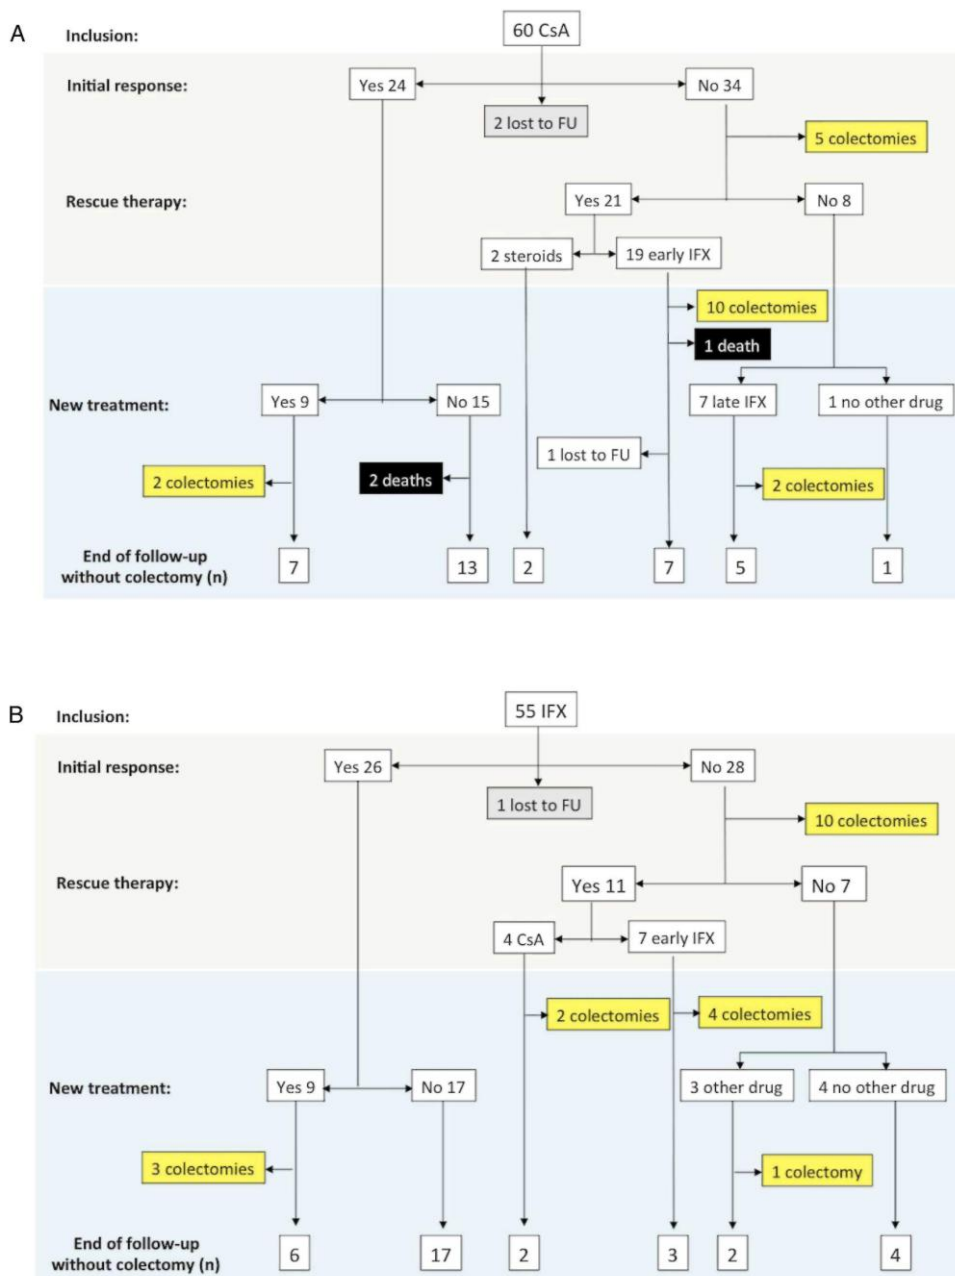 A
Inclusion:
60 CsA
Initial response:
Yes 24
No 34
2 lost to FU
5 colectomies
Rescue therapy:
Yes 21
No 8
2 steroids
19 early IFX
10 colectomies
1 death
New treatment:
Yes 9
No 15
7 late IFX
1 no other drug
1 lost to FU
2 colectomies
2 deaths
2 colectomies
End of follow-up
without colectomy (n)
7
13
2
7
5
1
B
Inclusion:
55 IFX
Initial response:
Yes 26
No 28
1 lost to FU
10 colectomies
Rescue therapy:
Yes 11
No 7
4 CsA
7 early IFX
2 colectomies
4 colectomies
New treatment:
Yes 9
No 17
3 other drug
4 no other drug
3 colectomies
1 colectomy
End of follow-up
without colectomy (n)
6
17
2
3
2
4